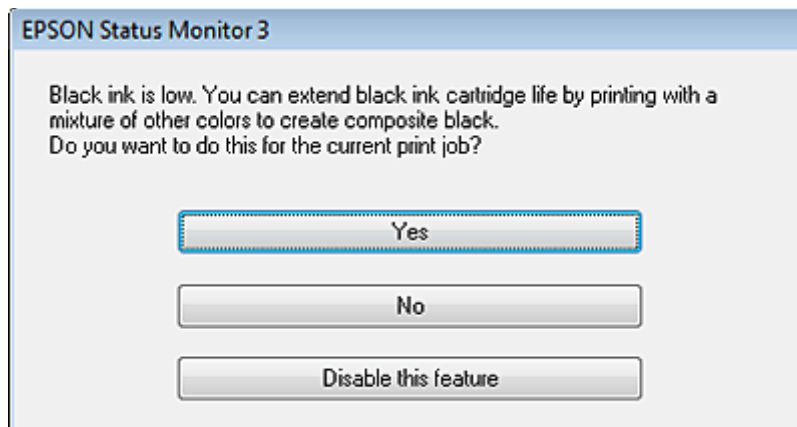 EPSON Status Monitor 3
Black ink is low. You can extend black ink cartridge life by printing with a
mixture of other colors to create composite black.
Do you want to do this for the current print job?
Yes
No
Disable this feature